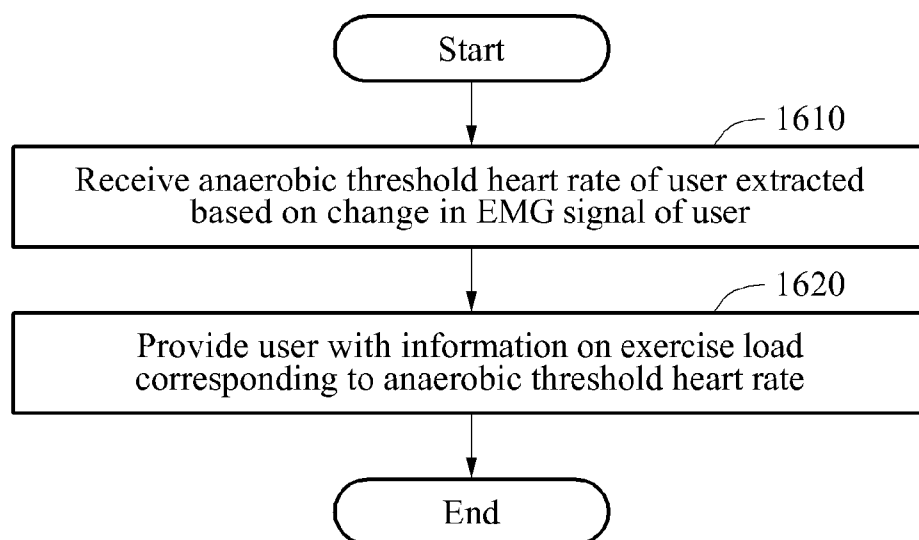 Start
1610
Receive anaerobic threshold heart rate of user extracted
based on change in EMG signal of user
1620
Provide user with information on exercise load
corresponding to anaerobic threshold heart rate
End